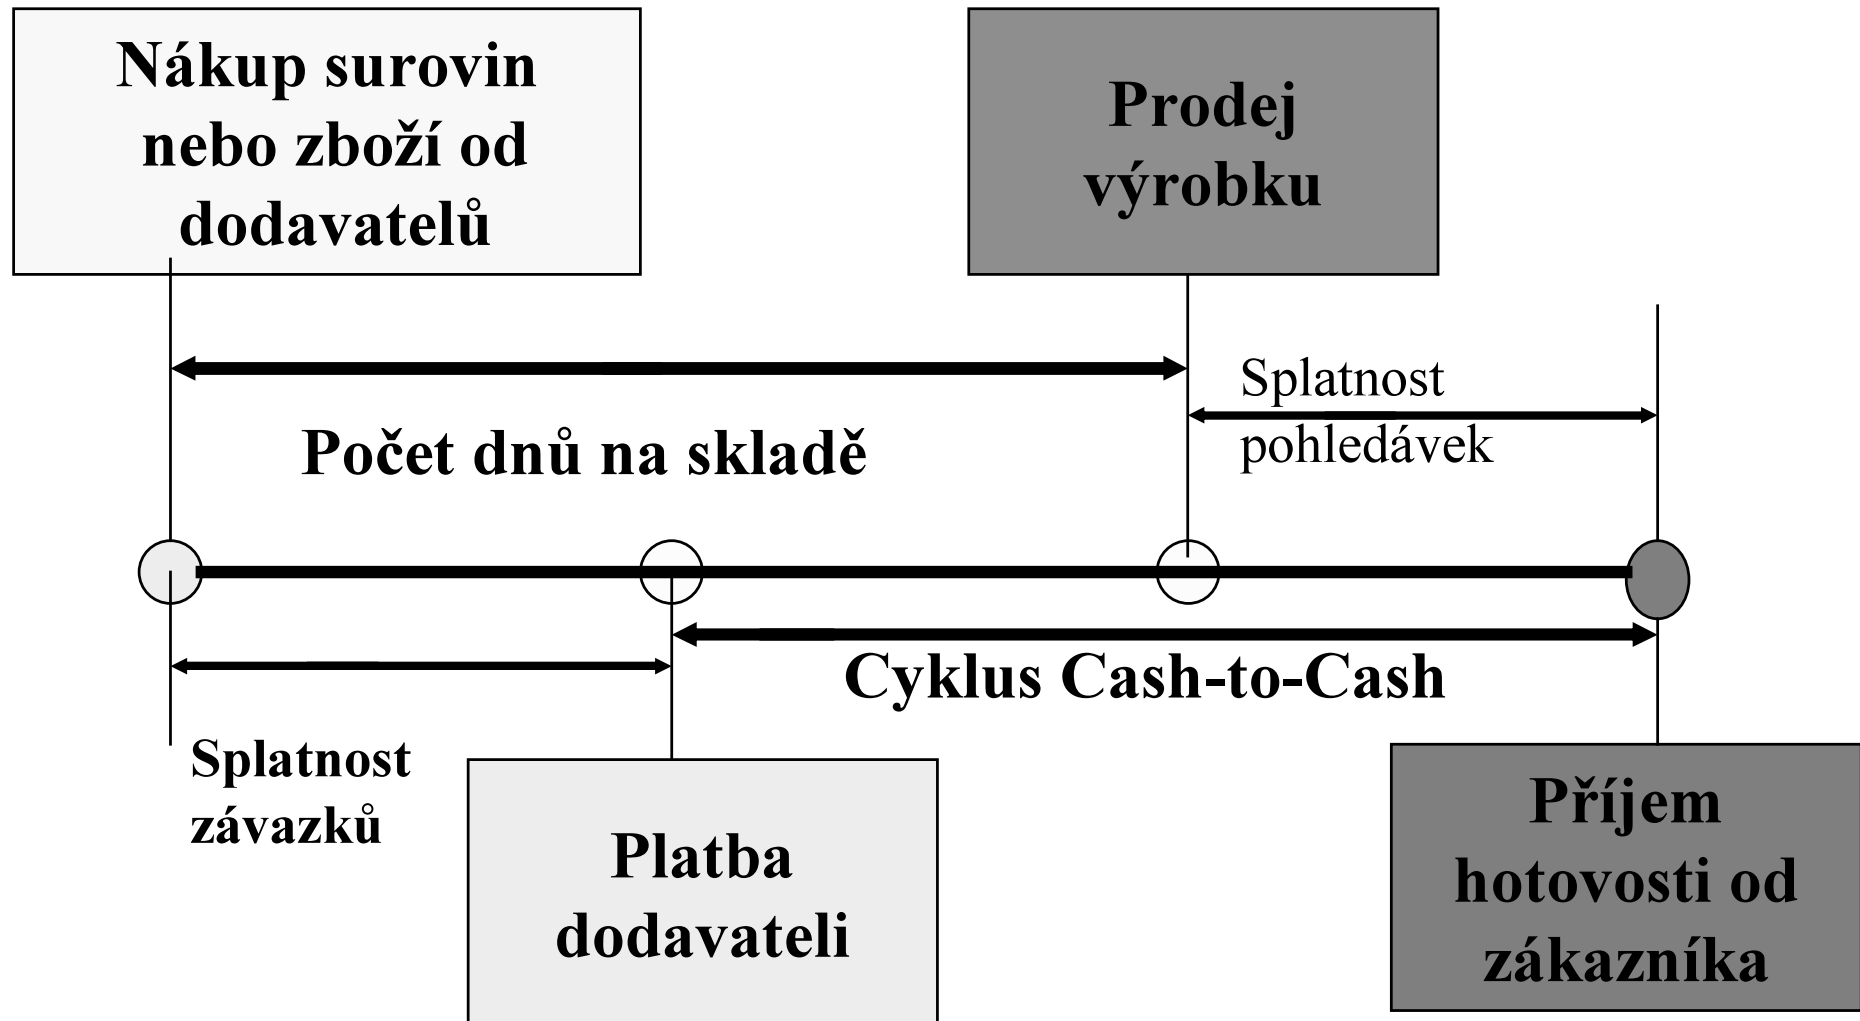 Nákup surovin
nebo zboží od
dodavatelů
Prodej
výrobku
Splatnost
pohledávek
Počet dnů na skladě
Cyklus Cash-to-Cash
Splatnost
závazků
Platba
dodavateli
Příjem
hotovosti od
zákazníka